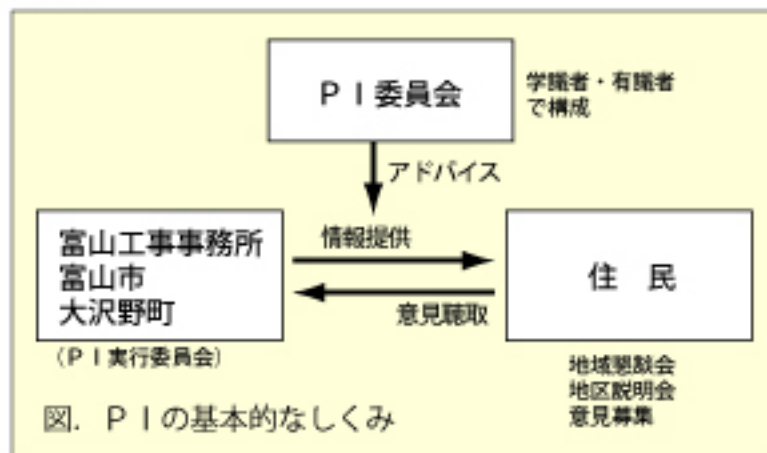 ＰＩ委員会
学識者・有識者
で構成
アドバイス
富山工事事務所
富山市
大沢野町
情報提供
意見聴取
住　民
（ＰＩ実行委員会）
地域懇談会
地区説明会
意見募集
図．ＰＩの基本的なしくみ